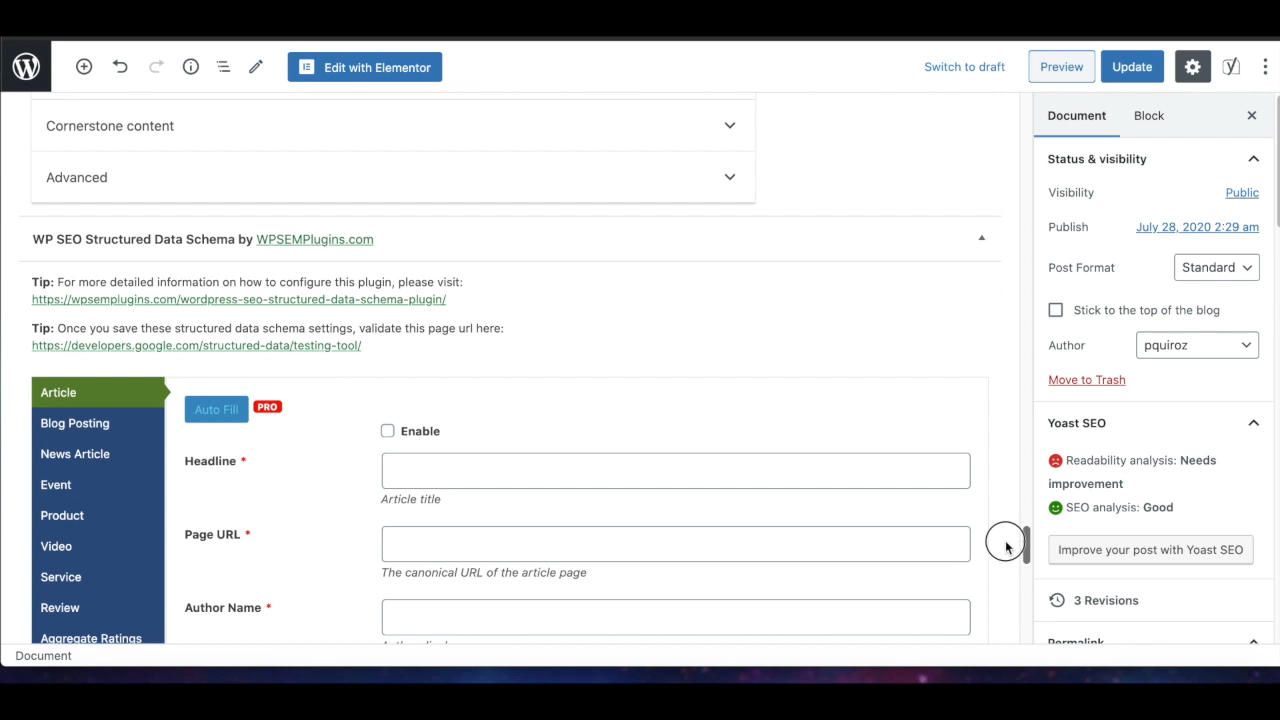 Edit with Elementor
Switch to draft
Preview
Update
Cornerstone content
Advanced
WP SEO Structured Data Schema by WPSEMPlugins.com
Tip: For more detailed information on how to configure this plugin, please visit:
https://wpsemplugins.com/wordpress-seo-structured-data-schema-plugin/
Tip: Once you save these structured data schema settings, validate this page url here:
https://developers.google.com/structured-data/testing-tool/
Article
Blog Posting
News Article
Event
Product
Video
Service
Review
Aggregate Ratings
Auto Fill PRO
Enable
Headline *
Article title
Page URL *
The canonical URL of the article page
Author Name *
Document
Document Block
Status & visibility
Visibility Public
Publish July 28, 2020 2:29 am
Post Format Standard
Stick to the top of the blog
Author pquiroz
Move to Trash
Yoast SEO
Readability analysis: Needs
improvement
SEO analysis: Good
Improve your post with Yoast SEO
3 Revisions
Permalink